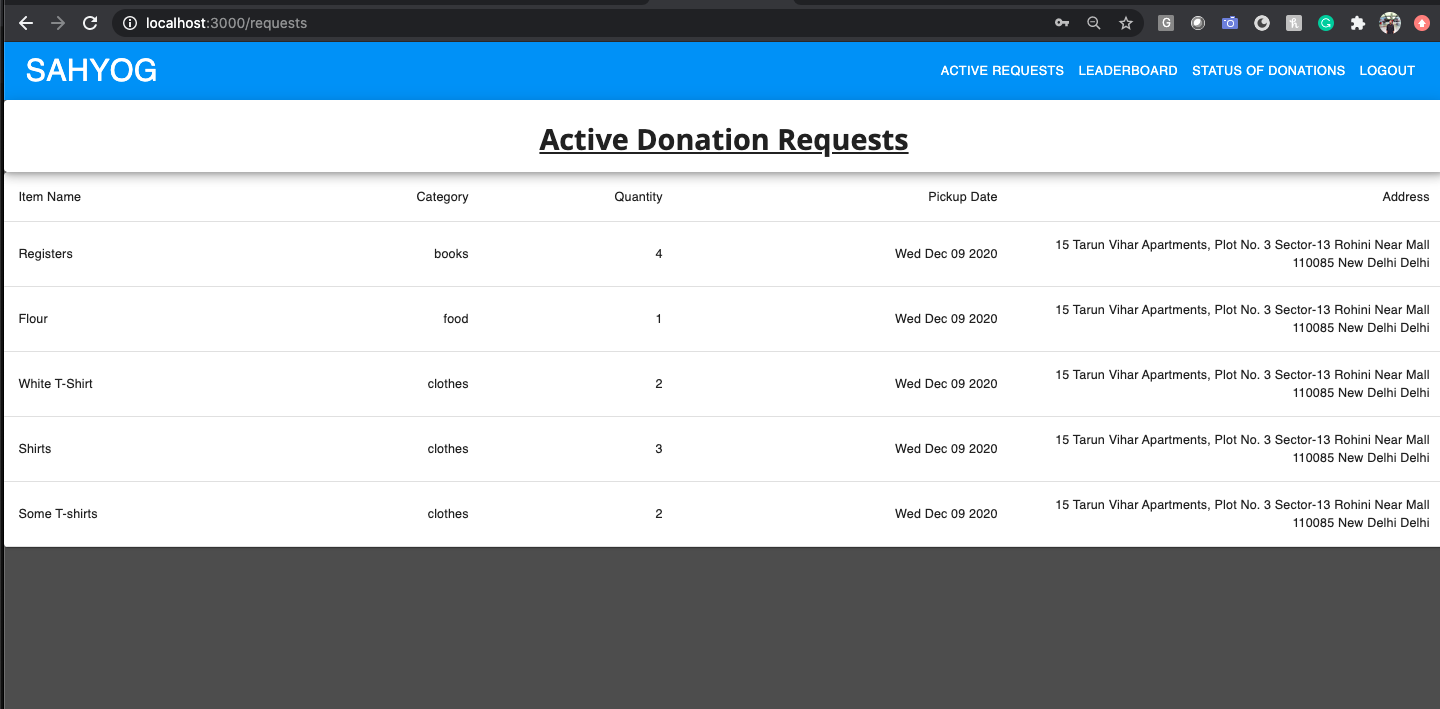 localhost:3000/requests
G
SAHYOG
ACTIVE REQUESTS LEADERBOARD STATUS OF DONATIONS LOGOUT
Active Donation Requests
Item Name Category Quantity Pickup Date Address
Registers books 4 Wed Dec 09 2020 15 Tarun Vihar Apartments, Plot No. 3 Sector-13 Rohini Near Mall
110085 New Delhi Delhi
Flour food 1 Wed Dec 09 2020 15 Tarun Vihar Apartments, Plot No. 3 Sector-13 Rohini Near Mall
110085 New Delhi Delhi
White T-Shirt clothes 2 Wed Dec 09 2020 15 Tarun Vihar Apartments, Plot No. 3 Sector-13 Rohini Near Mall
110085 New Delhi Delhi
Shirts clothes 3 Wed Dec 09 2020 15 Tarun Vihar Apartments, Plot No. 3 Sector-13 Rohini Near Mall
110085 New Delhi Delhi
Some T-shirts clothes 2 Wed Dec 09 2020 15 Tarun Vihar Apartments, Plot No. 3 Sector-13 Rohini Near Mall
110085 New Delhi Delhi